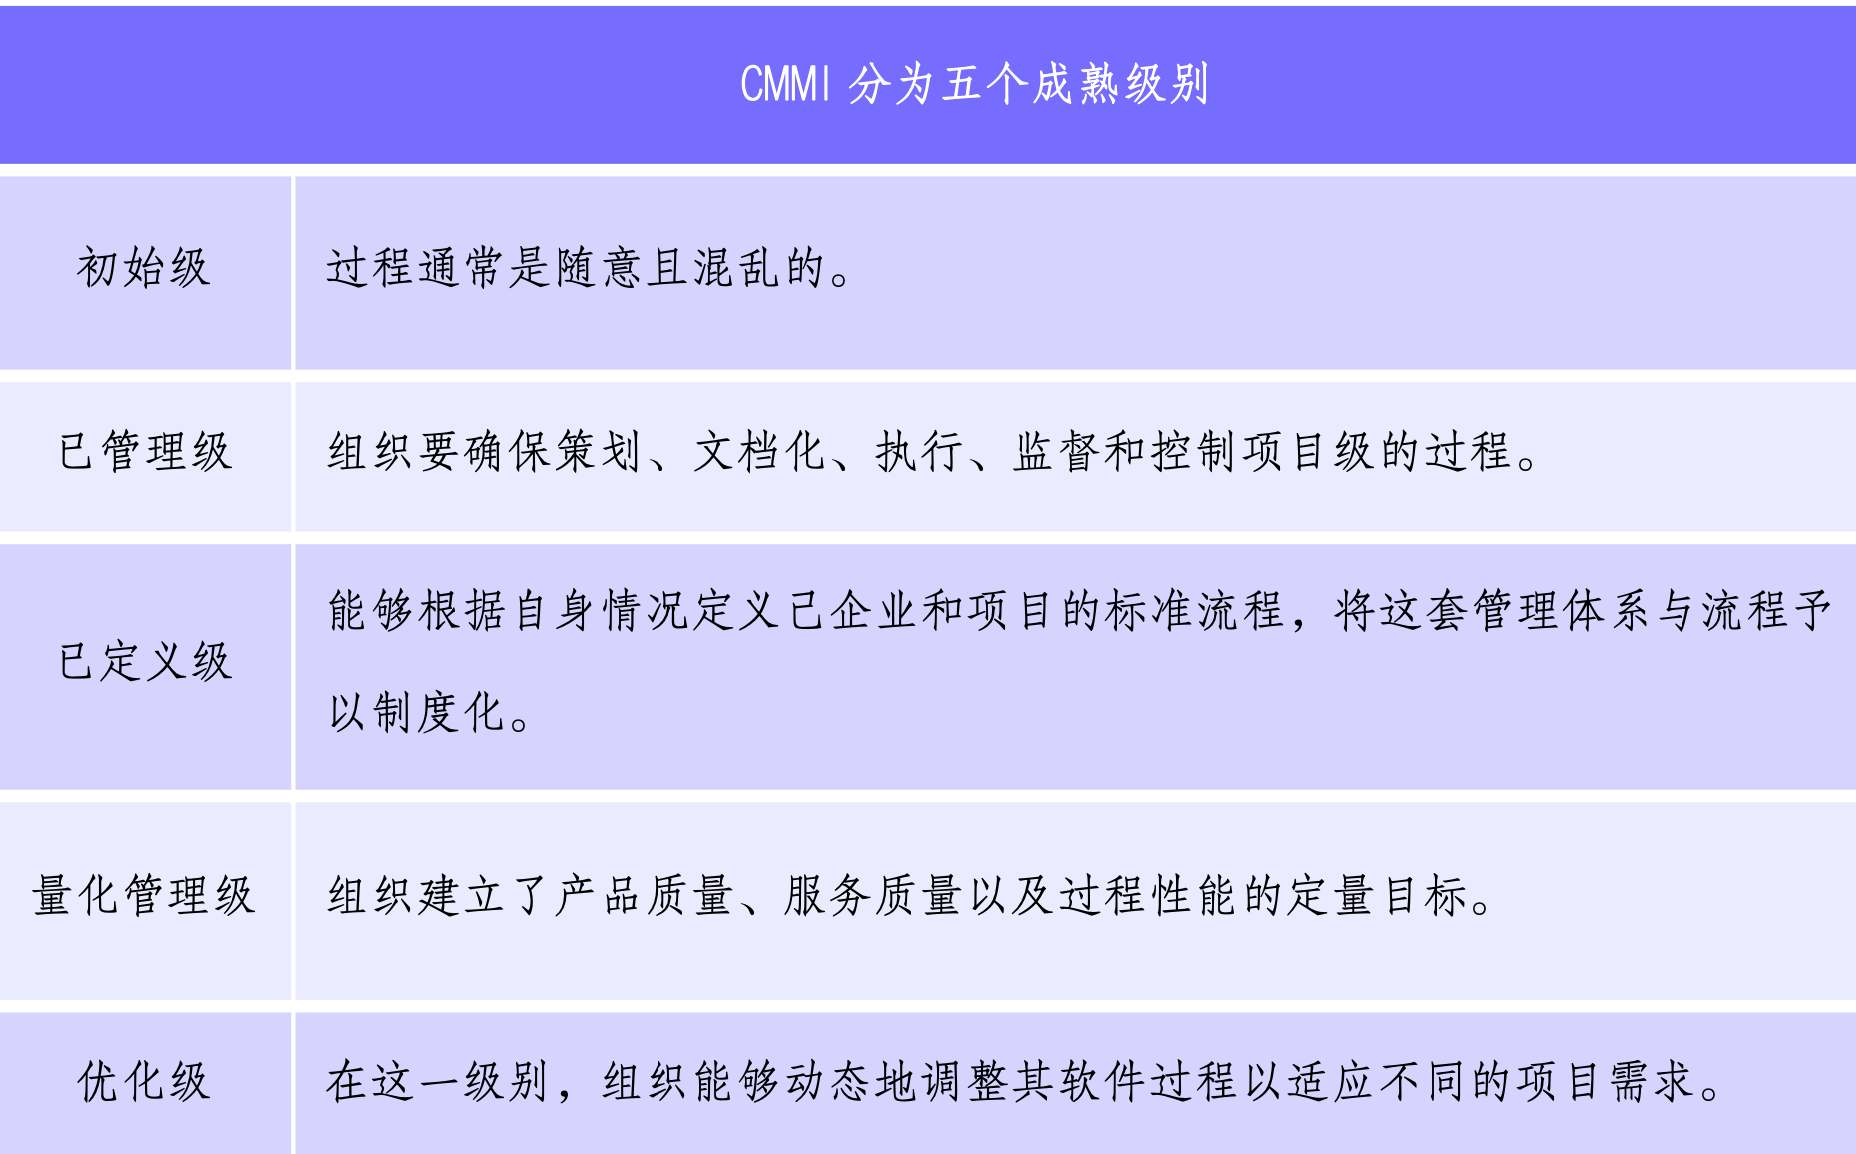 CMMI 分为五个成熟级别
初始级
过程通常是随意且混乱的。
已管理级
组织要确保策划、文档化、执行、监督和控制项目级的过程。
已定义级
能够根据自身情况定义己企业和项目的标准流程，将这套管理体系与流程予
以制度化。
量化管理级
组织建立了产品质量、服务质量以及过程性能的定量目标。
优化级
在这一级别，组织能够动态地调整其软件过程以适应不同的项目需求。